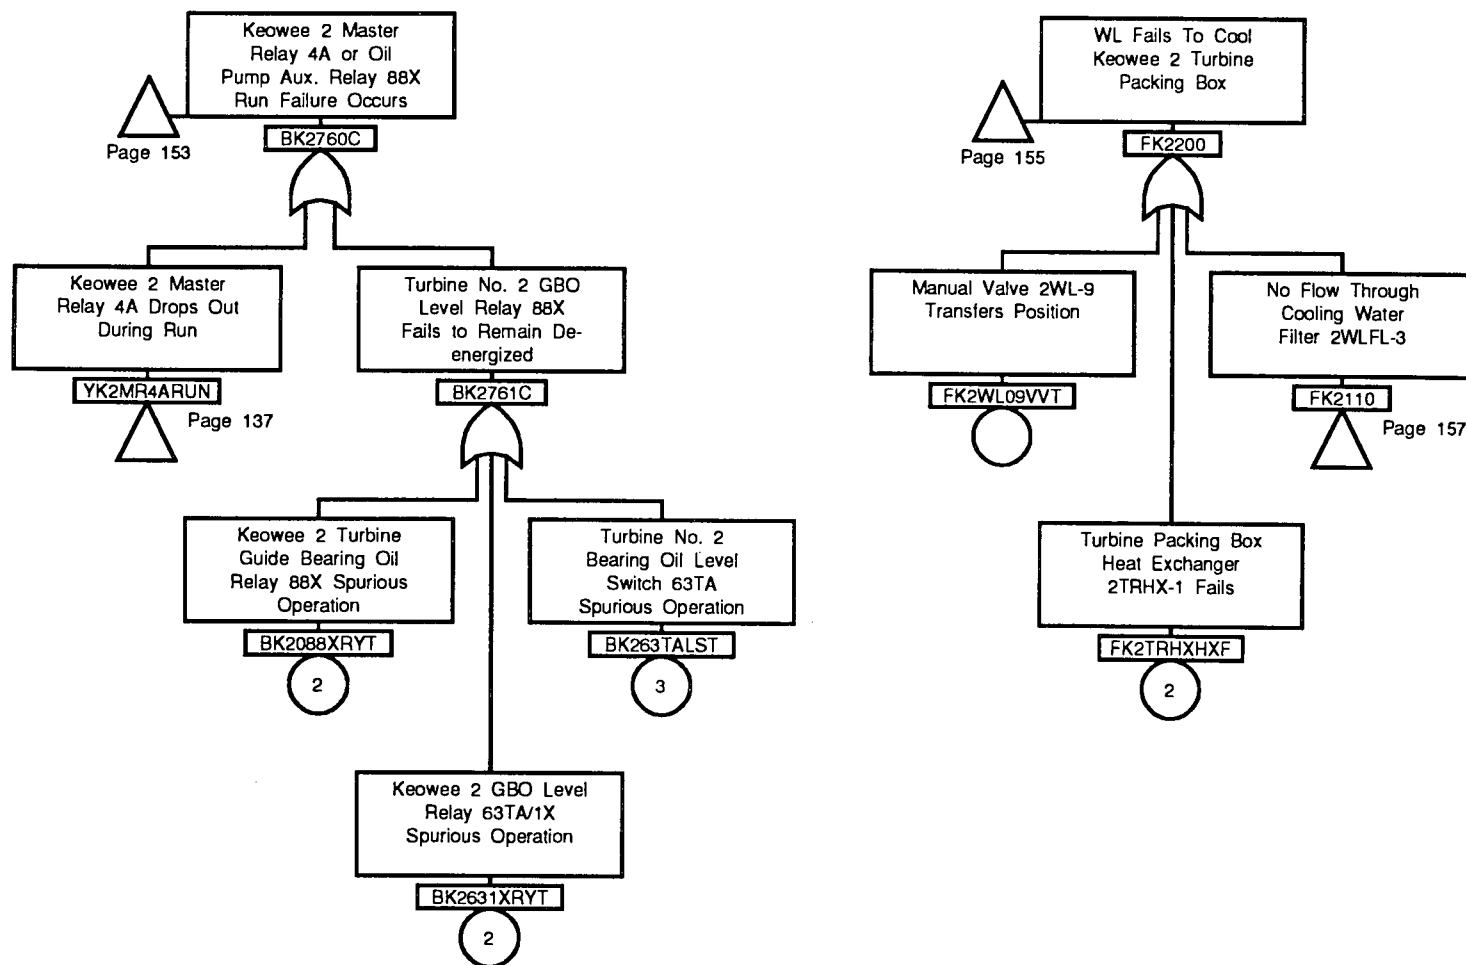 Keowee 2 Master
Relay 4A or Oil
Pump Aux. Relay 88X
Run Failure Occurs
BK2760C
Page 153
Keowee 2 Master
Relay 4A Drops Out
During Run
YK2MR4ARUN
Page 137
Turbine No. 2 GBO
Level Relay 88X
Fails to Remain De-
energized
BK2761C
Keowee 2 Turbine
Guide Bearing Oil
Relay 88X Spurious
Operation
BK2088XRYT
2
Turbine No. 2
Bearing Oil Level
Switch 63TA
Spurious Operation
BK263TALST
3
Keowee 2 GBO Level
Relay 63TA/1X
Spurious Operation
BK2631XRYT
2
WL Fails To Cool
Keowee 2 Turbine
Packing Box
FK2200
Page 155
Manual Valve 2WL-9
Transfers Position
FK2WL09VVT
No Flow Through
Cooling Water
Filter 2WLFL-3
FK2110
Page 157
Turbine Packing Box
Heat Exchanger
2TRHX-1 Fails
FK2TRHXHXF
2